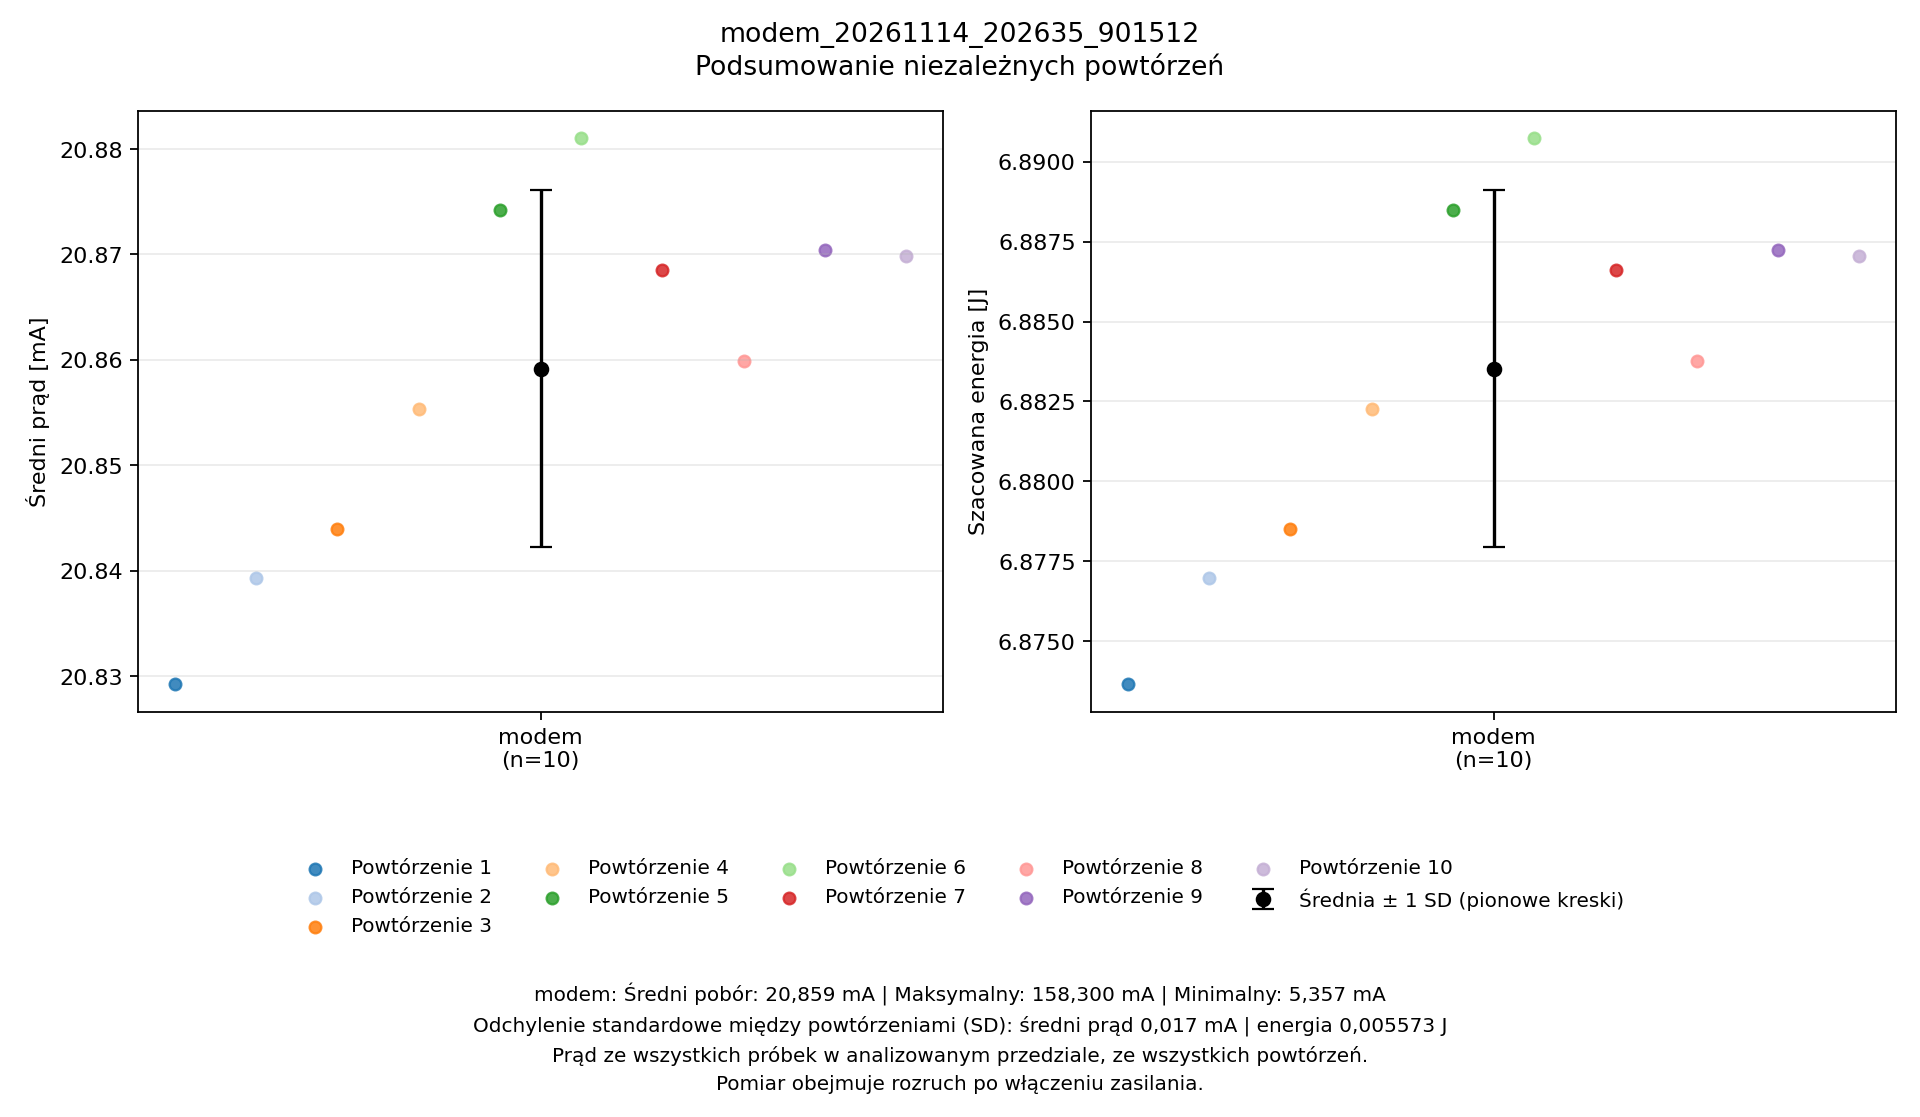 modem_20261114_202635_901512
Podsumowanie niezależnych powtórzeń
Średni prąd [mA]
20.88
20.87
20.86
20.85
20.84
20.83
modem
(n=10)
Szacowana energia [J]
6.8900
6.8875
6.8850
6.8825
6.8800
6.8775
6.8750
modem
(n=10)
Powtórzenie 1
Powtórzenie 2
Powtórzenie 3
Powtórzenie 4
Powtórzenie 5
Powtórzenie 6
Powtórzenie 7
Powtórzenie 8
Powtórzenie 9
Powtórzenie 10
Średnia ± 1 SD (pionowe kreski)
modem: Średni pobór: 20,859 mA | Maksymalny: 158,300 mA | Minimalny: 5,357 mA
Odchylenie standardowe między powtórzeniami (SD): średni prąd 0,017 mA | energia 0,005573 J
Prąd ze wszystkich próbek w analizowanym przedziale, ze wszystkich powtórzeń.
Pomiar obejmuje rozruch po włączeniu zasilania.